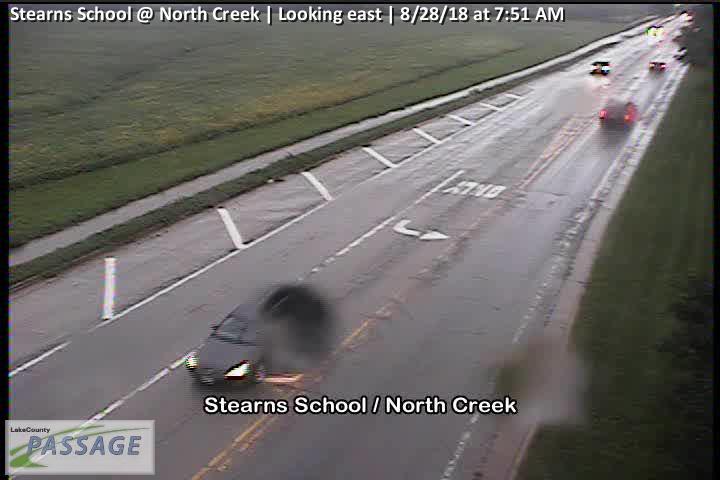 Stearns School @ North Creek | Looking east | 8/28/18 at 7:51 AM
ONLY
Stearns School / North Creek
LakeCounty
PASSAGE